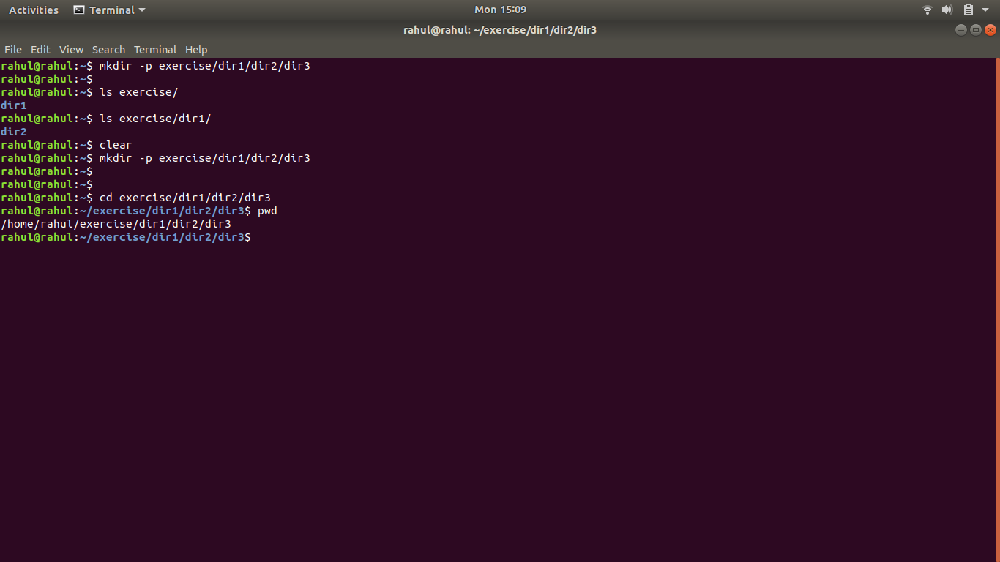 Activities Terminal Mon 15:09
rahul@rahul: ~/exercise/dir1/dir2/dir3
File Edit View Search Terminal Help
rahul@rahul:~$ mkdir -p exercise/dir1/dir2/dir3
rahul@rahul:~$
rahul@rahul:~$ ls exercise/
dir1
rahul@rahul:~$ ls exercise/dir1/
dir2
rahul@rahul:~$ clear
rahul@rahul:~$ mkdir -p exercise/dir1/dir2/dir3
rahul@rahul:~$
rahul@rahul:~$
rahul@rahul:~$ cd exercise/dir1/dir2/dir3
rahul@rahul:~/exercise/dir1/dir2/dir3$ pwd
/home/rahul/exercise/dir1/dir2/dir3
rahul@rahul:~/exercise/dir1/dir2/dir3$